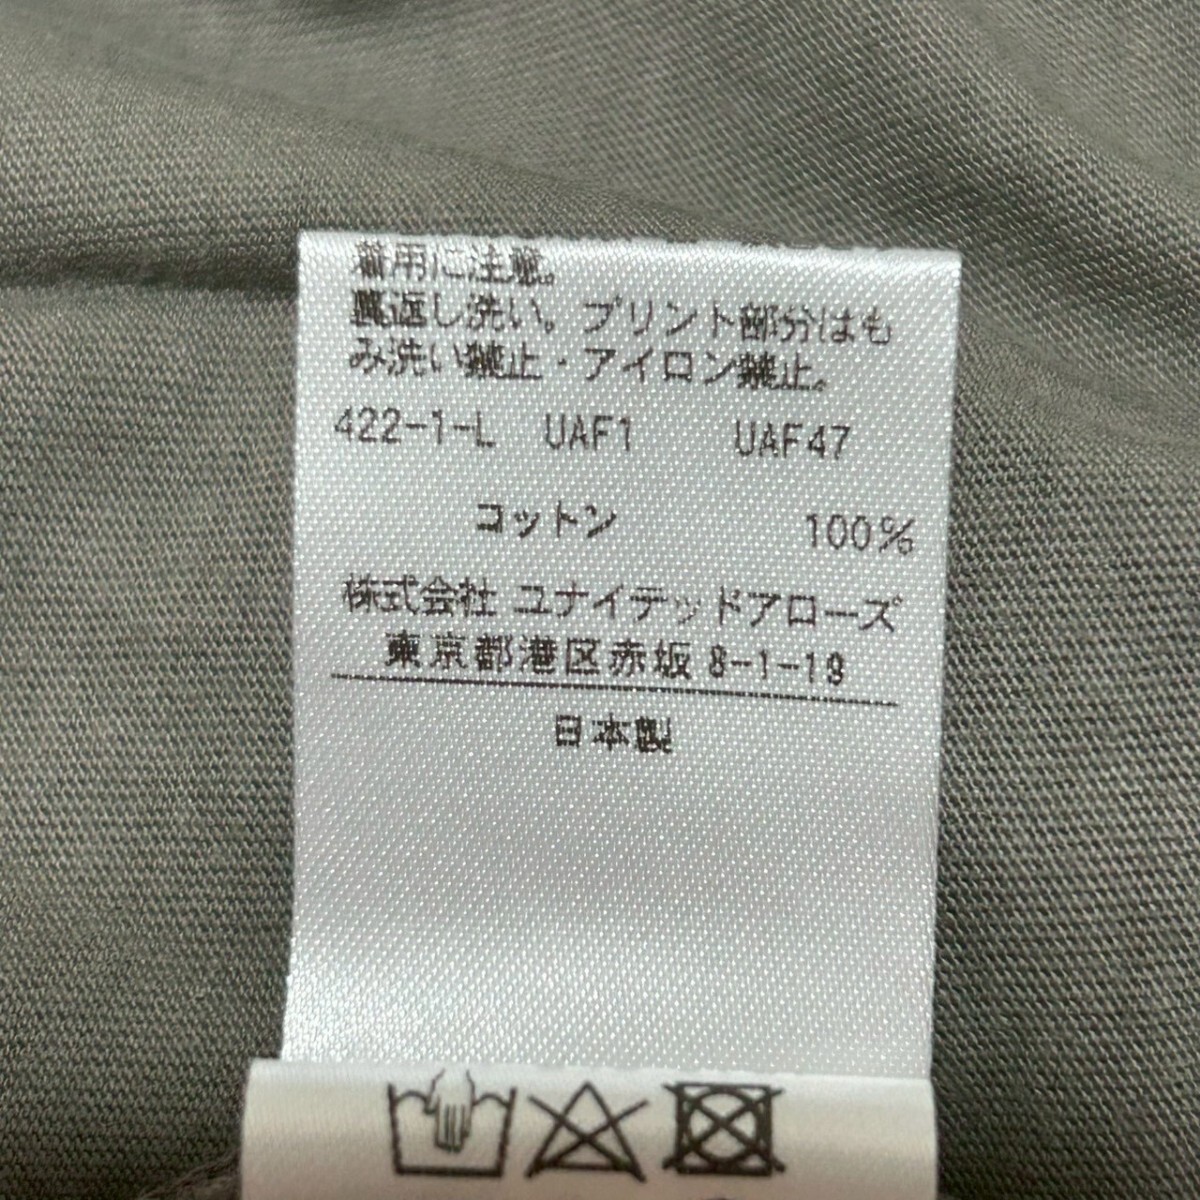 着用に注意。
裏返し洗い。プリント部分はも
み洗い禁止・アイロン禁止。
422-1-L UAF1 UAF47
コットン 100%
株式会社 ユナイテッドアローズ
東京都港区赤坂 8-1-19
日本製